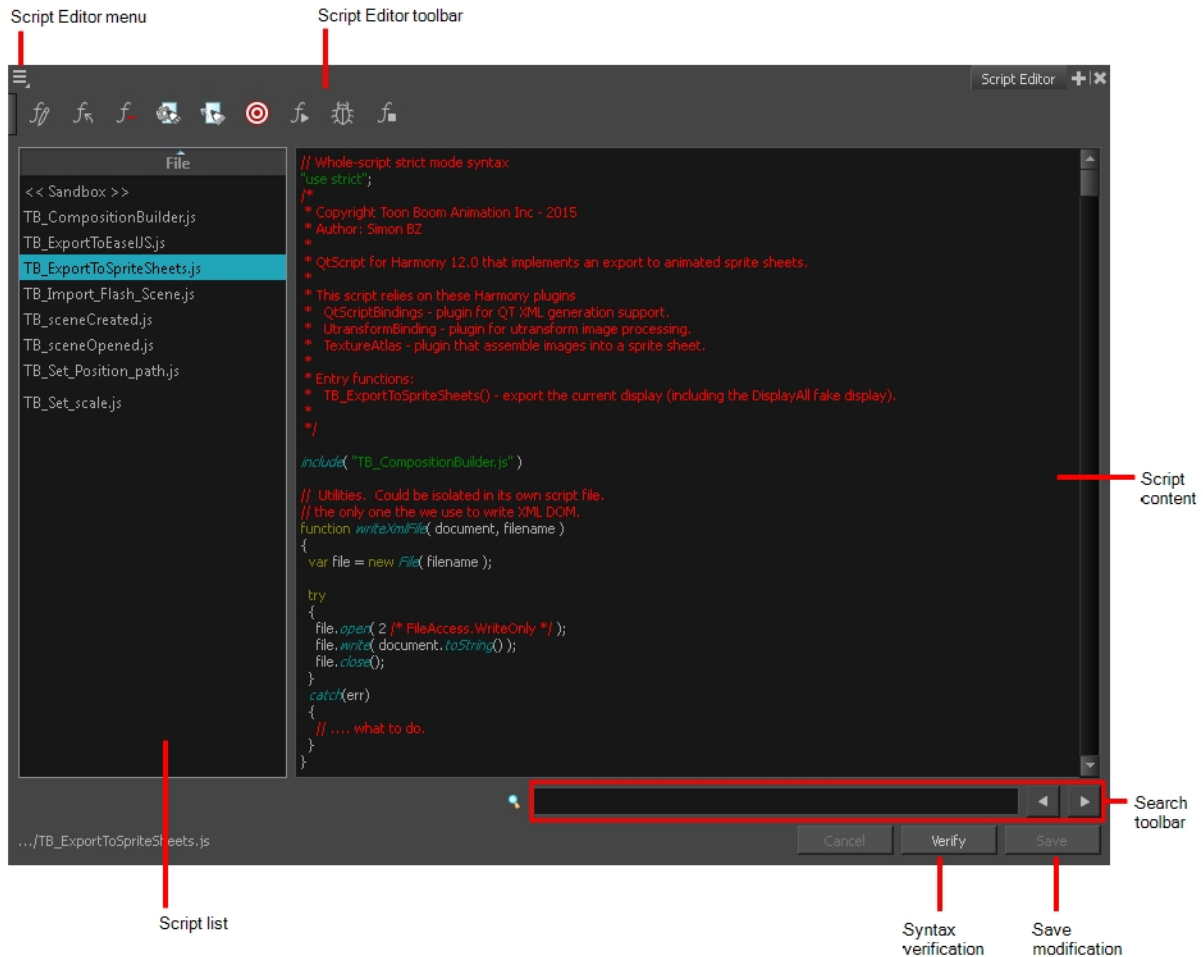 Script Editor menu
Script Editor toolbar
Script Editor
File
<< Sandbox >>
TB_CompositionBuilder.js
TB_ExportToEaselJS.js
TB_ExportToSpriteSheets.js
TB_Import_Flash_Scene.js
TB_sceneCreated.js
TB_sceneOpened.js
TB_Set_Position_path.js
TB_Set_scale.js
// Whole-script strict mode syntax
"use strict";
/*
* Copyright Toon Boom Animation Inc - 2015
* Author: Simon BZ
*
* QtScript for Harmony 12.0 that implements an export to animated sprite sheets.
*
* This script relies on these Harmony plugins
*  QtScriptBindings - plugin for QT XML generation support.
*  UtransformBinding - plugin for utransform image processing.
*  TextureAtlas - plugin that assemble images into a sprite sheet.
*
* Entry functions:
*  TB_ExportToSpriteSheets() - export the current display (including the DisplayAll fake display).
*
*/
include( "TB_CompositionBuilder.js" )
//  Utilities.  Could be isolated in its own script file.
// the only one the we use to write XML DOM.
function writeXmlFile( document, filename )
{
var file = new File( filename );
try
{
file.open( 2 /* FileAccess.WriteOnly */ );
file.write( document.toString() );
file.close();
}
catch(err)
{
// .... what to do.
}
}
Script
content
Search
toolbar
.../TB_ExportToSpriteSheets.js
Cancel
Verify
Save
Script list
Syntax
verification
Save
modification